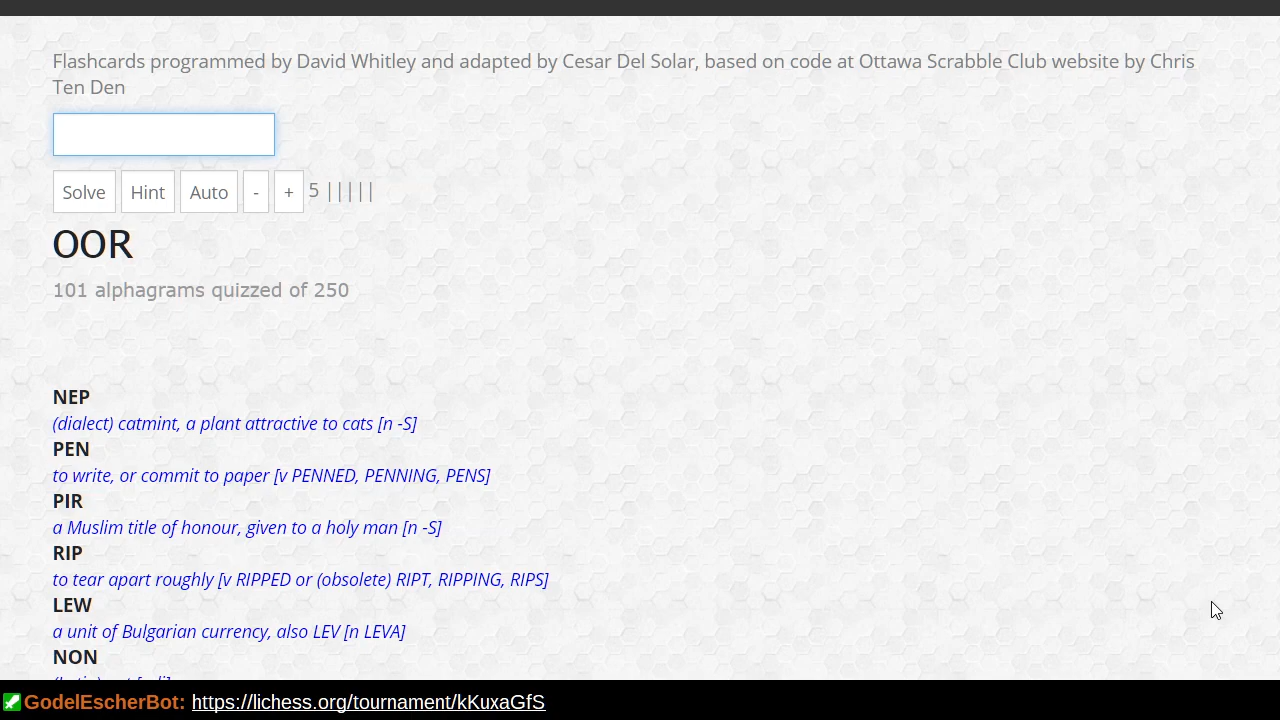 Flashcards programmed by David Whitley and adapted by Cesar Del Solar, based on code at Ottawa Scrabble Club website by Chris
Ten Den
Solve Hint Auto - + 5 |||||
OOR
101 alphagrams quizzed of 250
NEP
(dialect) catmint, a plant attractive to cats [n -S]
PEN
to write, or commit to paper [v PENNED, PENNING, PENS]
PIR
a Muslim title of honour, given to a holy man [n -S]
RIP
to tear apart roughly [v RIPPED or (obsolete) RIPT, RIPPING, RIPS]
LEW
a unit of Bulgarian currency, also LEV [n LEVA]
NON
GodelEscherBot: https://lichess.org/tournament/kKuxaGfS